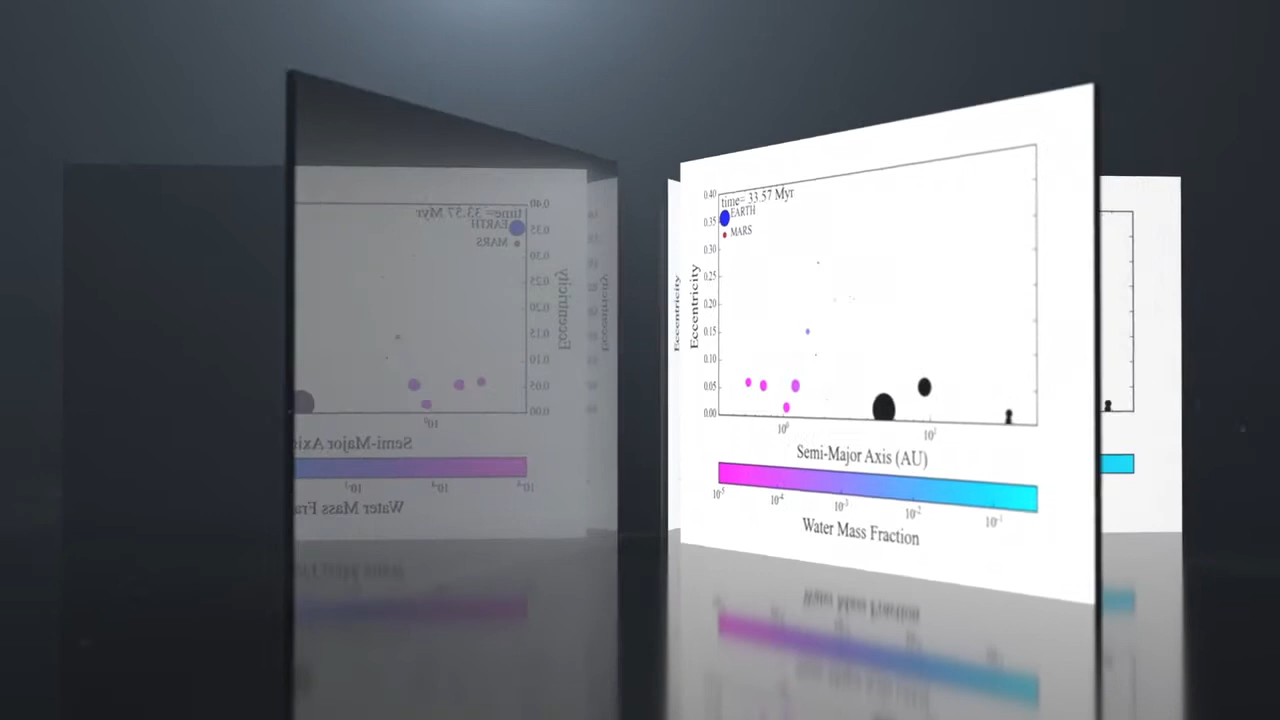 0.40
time= 33.57 Myr
EARTH
0.35
MARS
0.30
0.25
Eccentricity
Eccentricity
0.20
0.15
0.10
0.05
0.00
10⁰
10¹
Semi-Major Axis (AU)
10⁻⁵
10⁻⁴
10⁻³
10⁻²
10⁻¹
Water Mass Fraction